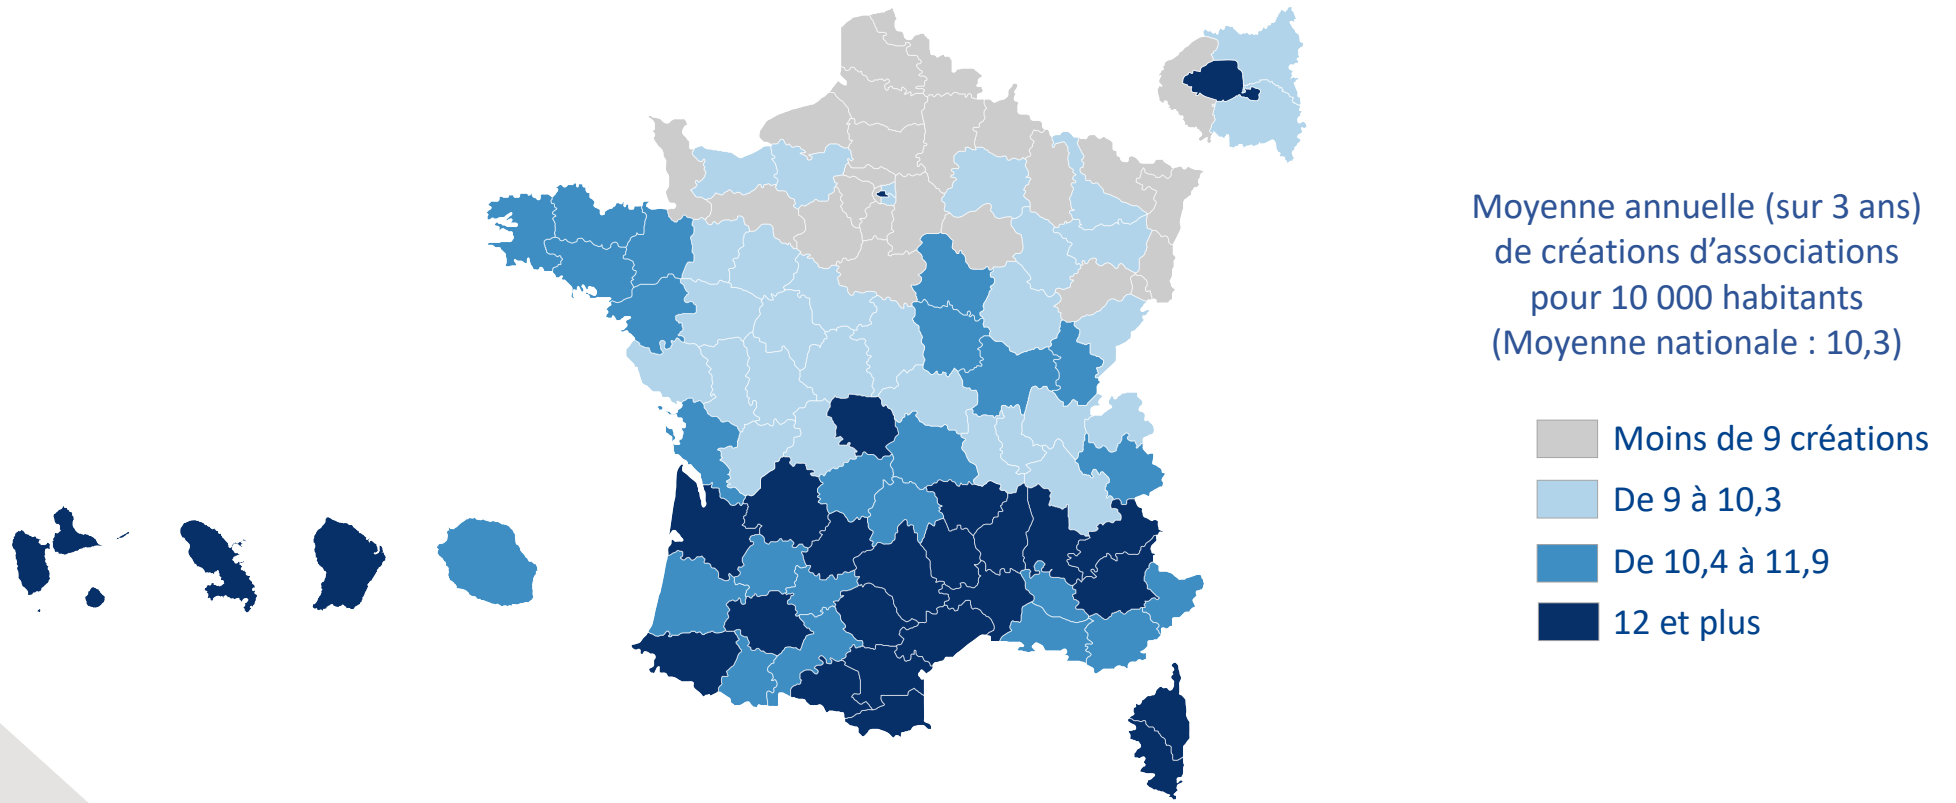 Moyenne annuelle (sur 3 ans)
de créations d’associations
pour 10 000 habitants
(Moyenne nationale : 10,3)
Moins de 9 créations
De 9 à 10,3
De 10,4 à 11,9
12 et plus